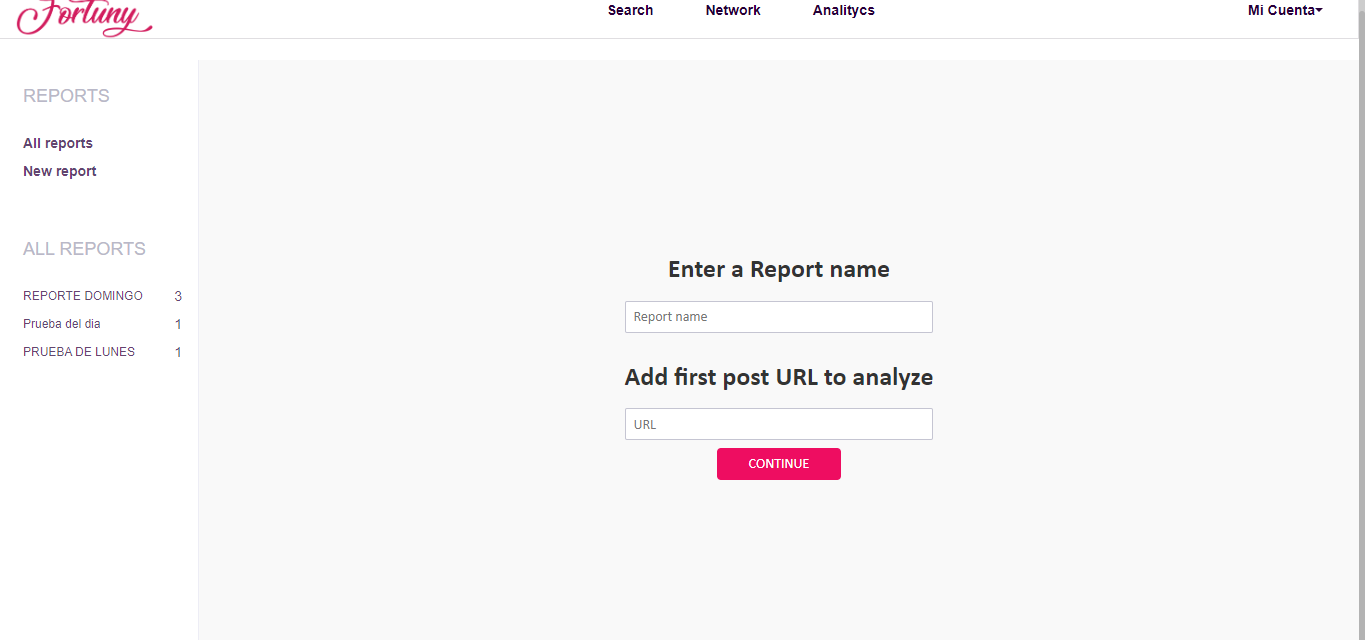 Fortuny
Search
Network
Analitycs
Mi Cuenta
REPORTS
All reports
New report
ALL REPORTS
REPORTE DOMINGO 3
Prueba del dia 1
PRUEBA DE LUNES 1
Enter a Report name
Report name
Add first post URL to analyze
URL
CONTINUE